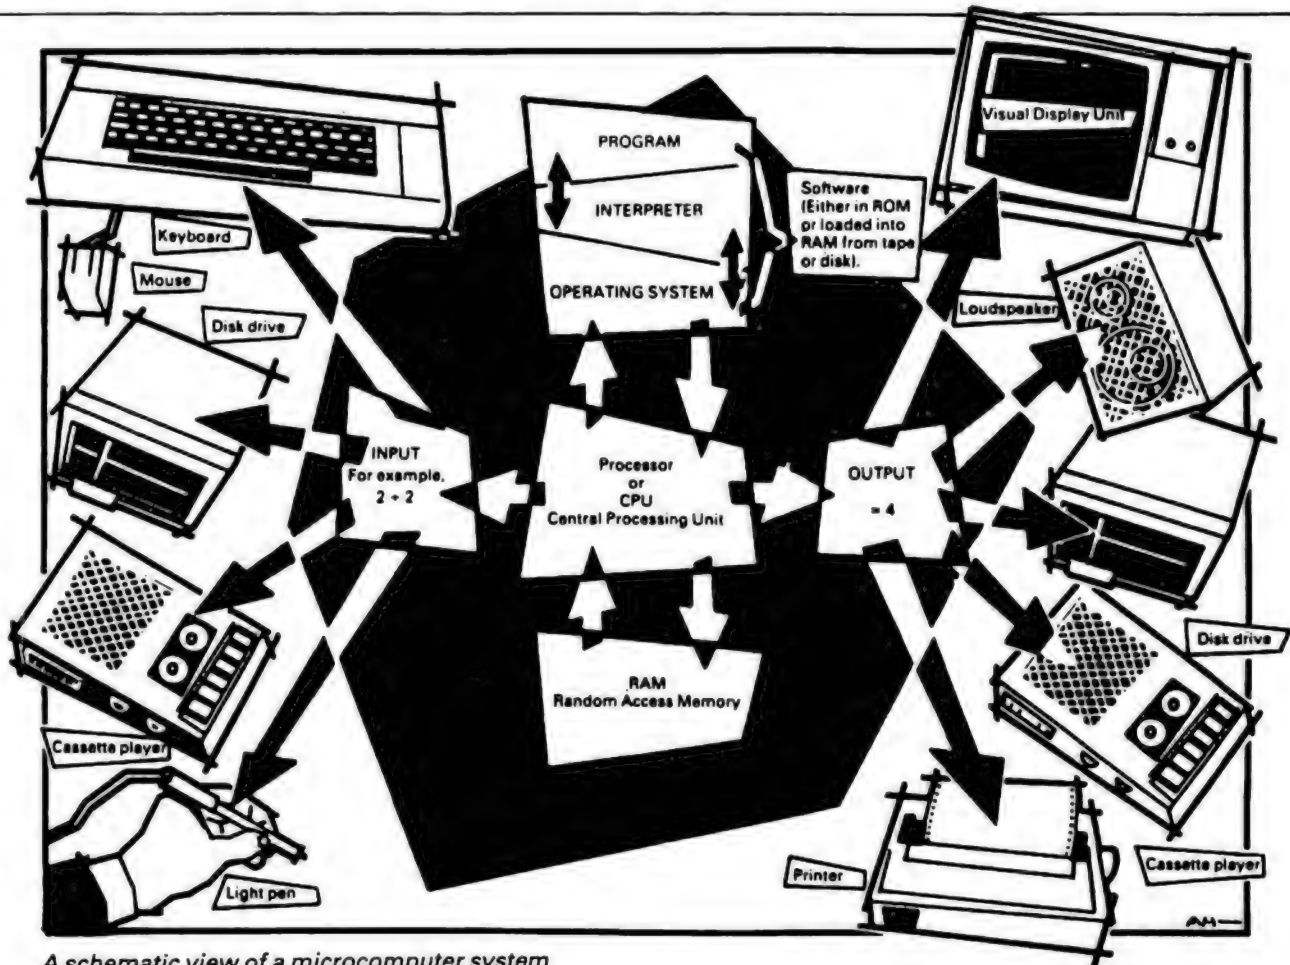 Keyboard
Mouse
Disk drive
Cassette player
Light pen
PROGRAM
INTERPRETER
OPERATING SYSTEM
Software
(Either in ROM
or loaded into
RAM from tape
or disk).
INPUT
For example,
2 + 2
Processor
or
CPU
Central Processing Unit
OUTPUT
= 4
RAM
Random Access Memory
Visual Display Unit
Loudspeaker
Disk drive
Cassette player
Printer
AH
A schematic view of a microcomputer system